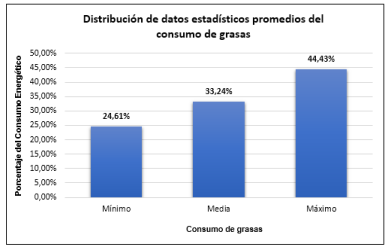 Distribución de datos estadísticos promedios del
consumo de grasas
Porcentaje del Consumo Energético
50,00%
45,00%
40,00%
35,00%
30,00%
25,00%
20,00%
15,00%
10,00%
5,00%
0,00%
24,61%
33,24%
44,43%
Mínimo
Media
Máximo
Consumo de grasas